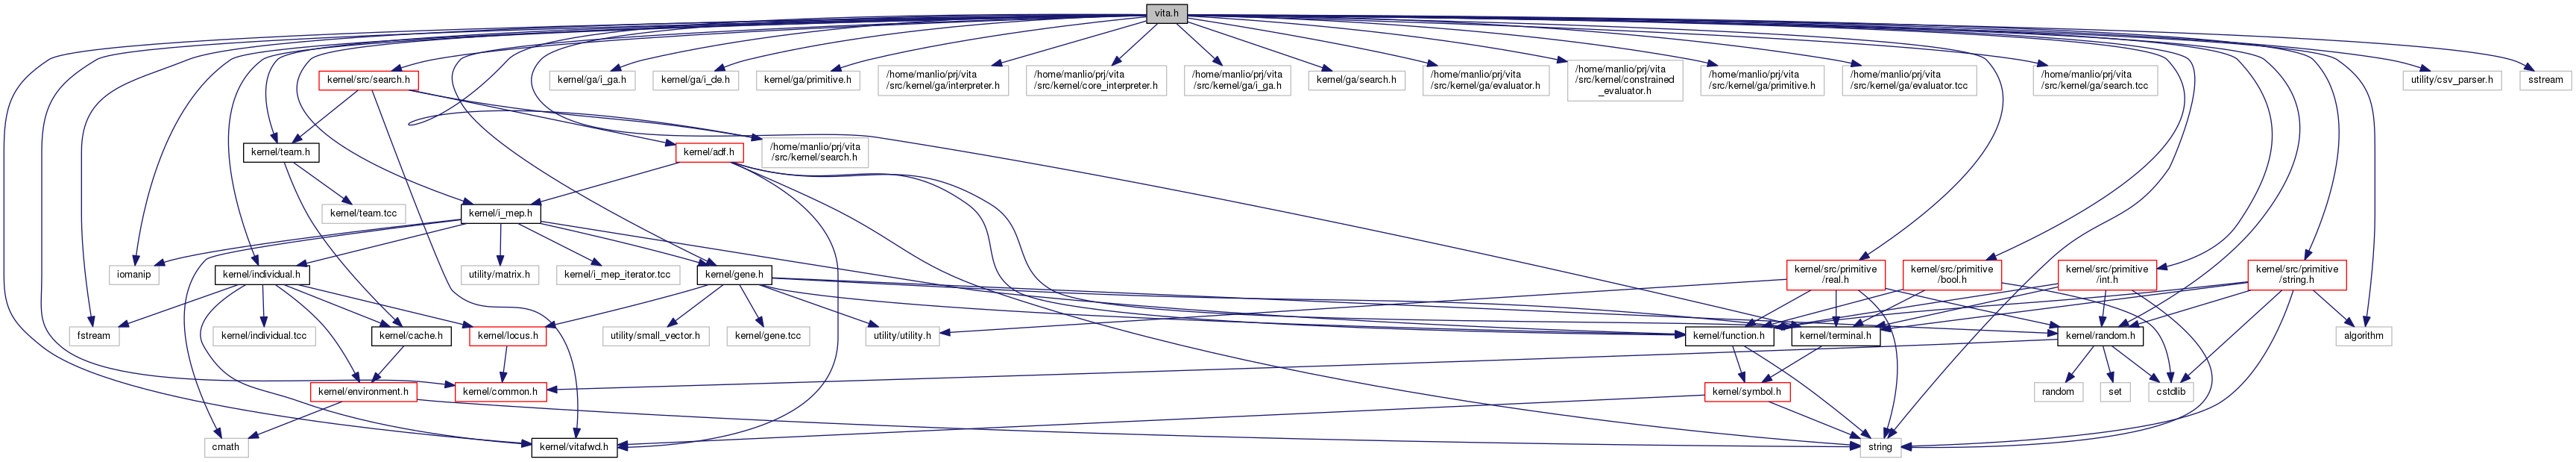 vita.h
kernel/src/search.h
kernel/ga/i_ga.h
kernel/ga/i_de.h
kernel/ga/primitive.h
/home/manlio/prj/vita
/src/kernel/ga/interpreter.h
/home/manlio/prj/vita
/src/kernel/core_interpreter.h
/home/manlio/prj/vita
/src/kernel/ga/i_ga.h
kernel/ga/search.h
/home/manlio/prj/vita
/src/kernel/ga/evaluator.h
/home/manlio/prj/vita
/src/kernel/constrained
_evaluator.h
/home/manlio/prj/vita
/src/kernel/ga/primitive.h
/home/manlio/prj/vita
/src/kernel/ga/evaluator.tcc
/home/manlio/prj/vita
/src/kernel/ga/search.tcc
utility/csv_parser.h
sstream
kernel/team.h
kernel/adf.h
/home/manlio/prj/vita
/src/kernel/search.h
kernel/team.tcc
kernel/i_mep.h
iomanip
kernel/individual.h
utility/matrix.h
kernel/i_mep_iterator.tcc
kernel/gene.h
kernel/src/primitive
/real.h
kernel/src/primitive
/bool.h
kernel/src/primitive
/int.h
kernel/src/primitive
/string.h
fstream
kernel/individual.tcc
kernel/cache.h
kernel/locus.h
utility/small_vector.h
kernel/gene.tcc
utility/utility.h
kernel/function.h
kernel/terminal.h
kernel/random.h
algorithm
kernel/environment.h
kernel/common.h
kernel/symbol.h
random
set
cstdlib
cmath
kernel/vitafwd.h
string